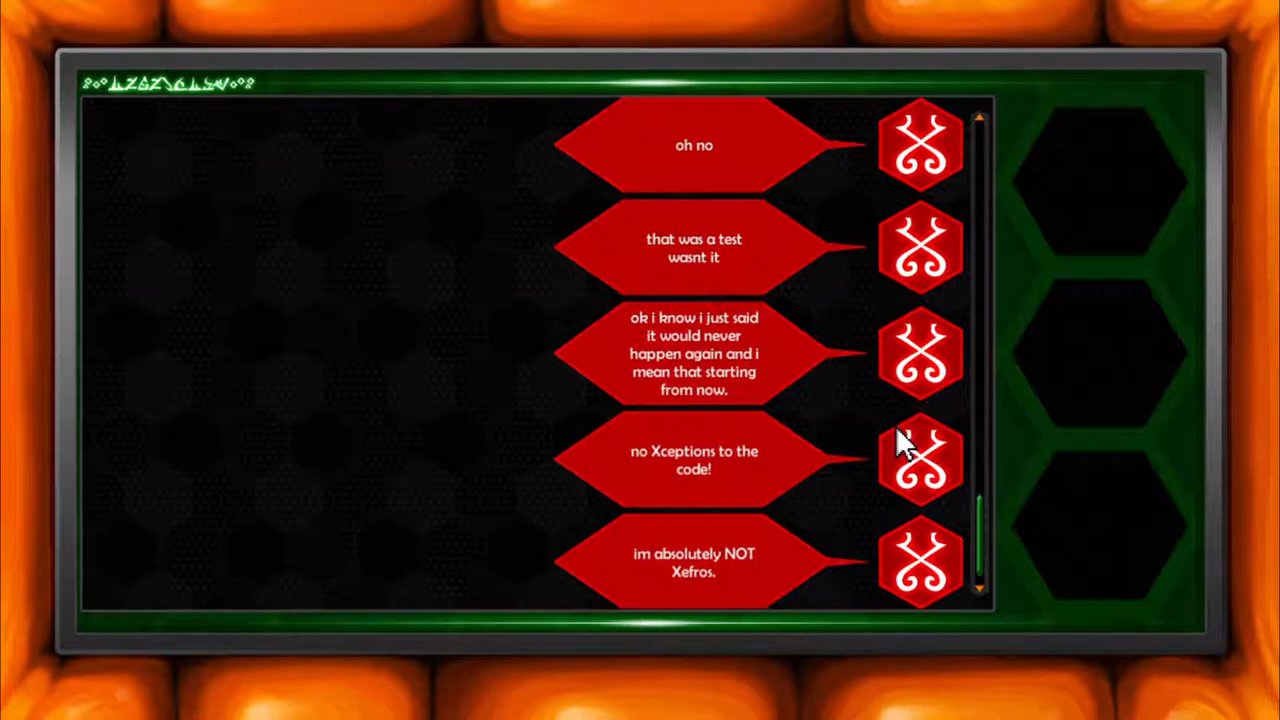 oh no
that was a test
wasnt it
ok i know i just said
it would never
happen again and i
mean that starting
from now.
no Xceptions to the
code!
im absolutely NOT
Xefros.